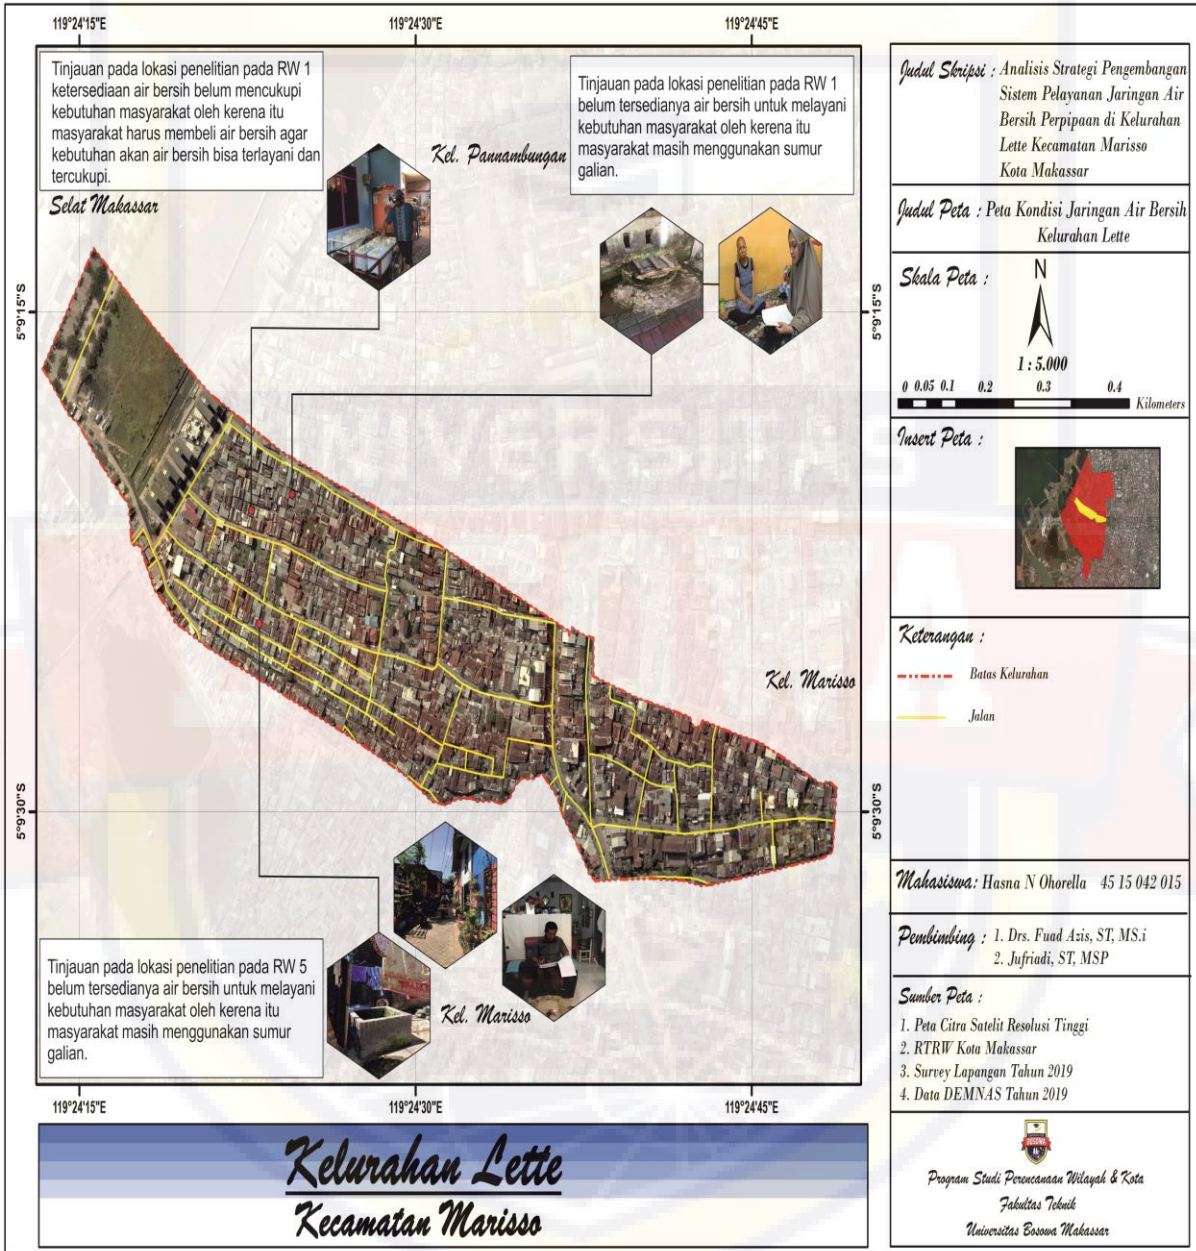 119°24'15"E
119°24'30"E
119°24'45"E
Tinjauan pada lokasi penelitian pada RW 1
ketersediaan air bersih belum mencukupi
kebutuhan masyarakat oleh kerena itu
masyarakat harus membeli air bersih agar
kebutuhan akan air bersih bisa terlayani dan
tercukupi.
Tinjauan pada lokasi penelitian pada RW 1
belum tersedianya air bersih untuk melayani
kebutuhan masyarakat oleh kerena itu
masyarakat masih menggunakan sumur
galian.
Kel. Pannambungan
Selat Makassar
5°9'15"S
5°9'15"S
Kel. Marisso
5°9'30"S
5°9'30"S
Tinjauan pada lokasi penelitian pada RW 5
belum tersedianya air bersih untuk melayani
kebutuhan masyarakat oleh kerena itu
masyarakat masih menggunakan sumur
galian.
Kel. Marisso
119°24'15"E
119°24'30"E
119°24'45"E
Kelurahan Lette
Kecamatan Marisso
Judul Skripsi : Analisis Strategi Pengembangan
Sistem Pelayanan Jaringan Air
Bersih Perpipaan di Kelurahan
Lette Kecamatan Marisso
Kota Makassar
Judul Peta : Peta Kondisi Jaringan Air Bersih
Kelurahan Lette
Skala Peta :
N
1 : 5.000
0 0.05 0.1 0.2 0.3 0.4
Kilometers
Insert Peta :
Keterangan :
Batas Kelurahan
Jalan
Mahasiswa: Hasna N Ohorella 45 15 042 015
Pembimbing : 1. Drs. Fuad Azis, ST, MS.i
2. Jufriadi, ST, MSP
Sumber Peta :
1. Peta Citra Satelit Resolusi Tinggi
2. RTRW Kota Makassar
3. Survey Lapangan Tahun 2019
4. Data DEMNAS Tahun 2019
BOSOWA
Program Studi Perencanaan Wilayah & Kota
Fakultas Teknik
Universitas Bosowa Makassar